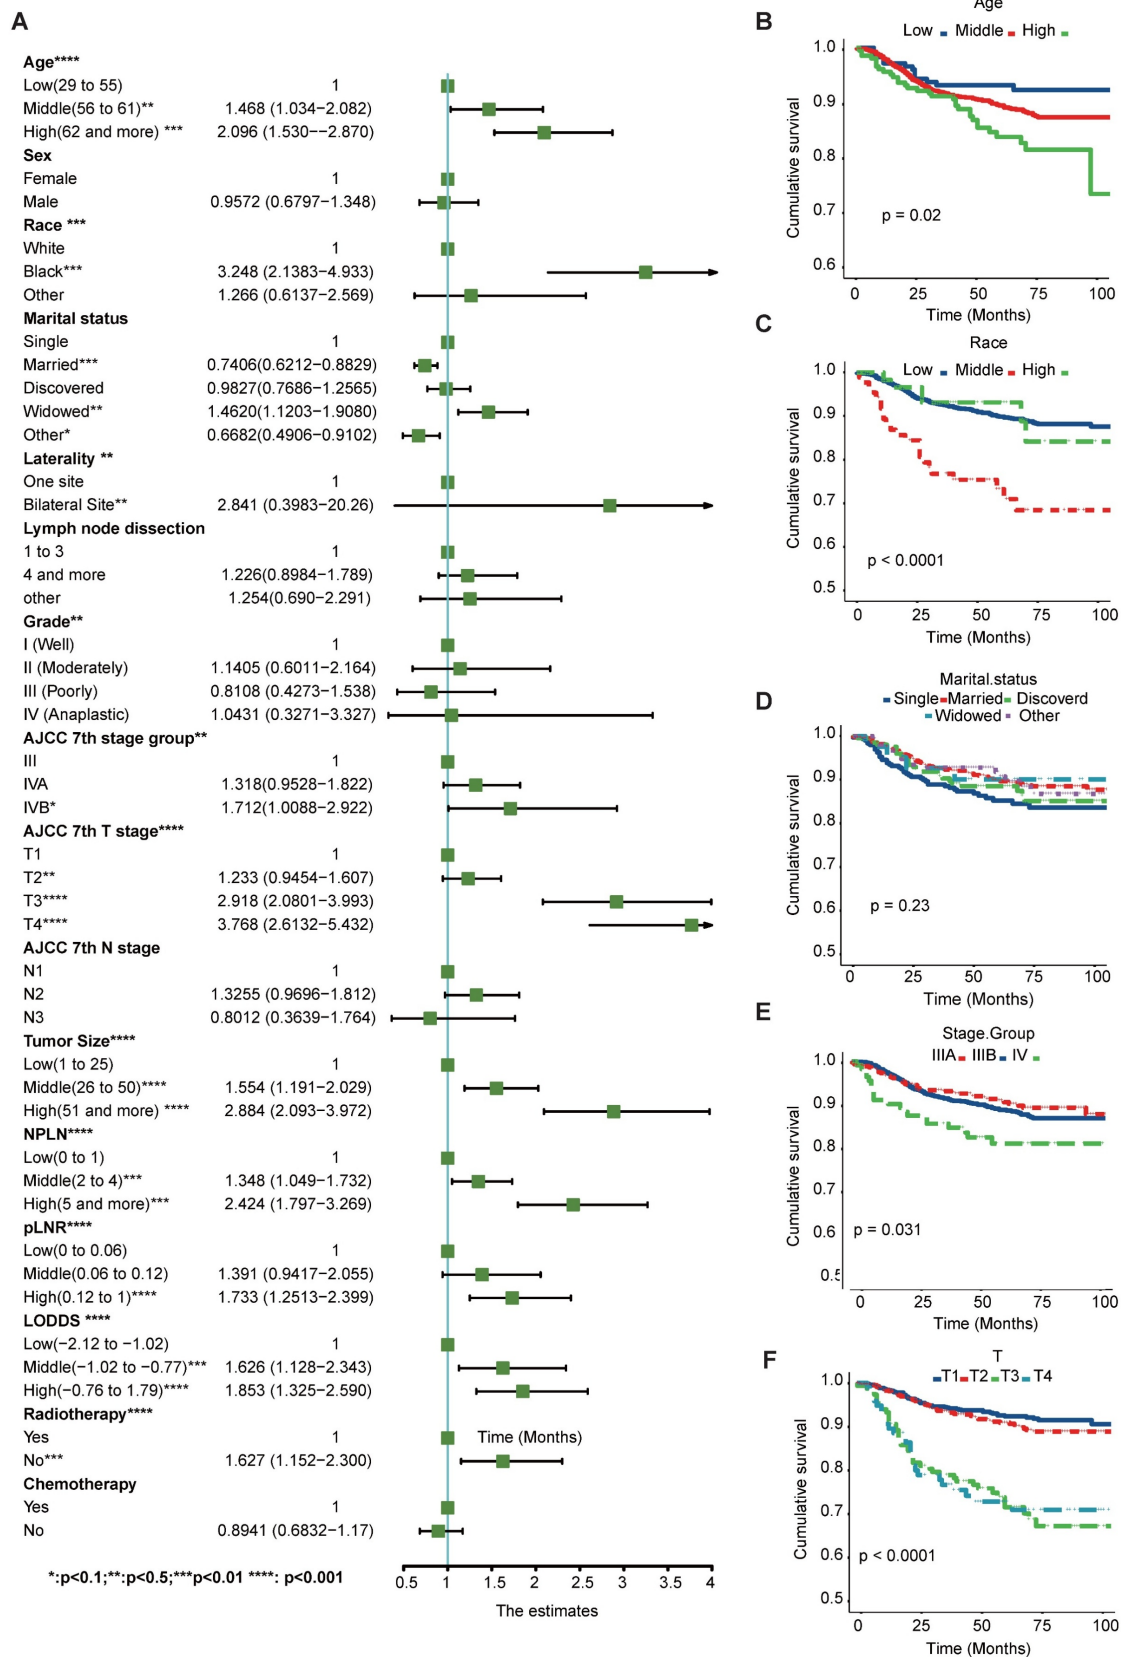 A
Age****
Low(29 to 55) 1
Middle(56 to 61)** 1.468 (1.034−2.082)
High(62 and more) *** 2.096 (1.530−−2.870)
Sex
Female 1
Male 0.9572 (0.6797−1.348)
Race ***
White 1
Black*** 3.248 (2.1383−4.933)
Other 1.266 (0.6137−2.569)
Marital status
Single 1
Married*** 0.7406(0.6212−0.8829)
Discovered 0.9827(0.7686−1.2565)
Widowed** 1.4620(1.1203−1.9080)
Other* 0.6682(0.4906−0.9102)
Laterality **
One site 1
Bilateral Site** 2.841 (0.3983−20.26)
Lymph node dissection
1 to 3 1
4 and more 1.226(0.8984−1.789)
other 1.254(0.690−2.291)
Grade**
I (Well) 1
II (Moderately) 1.1405 (0.6011−2.164)
III (Poorly) 0.8108 (0.4273−1.538)
IV (Anaplastic) 1.0431 (0.3271−3.327)
AJCC 7th stage group**
III 1
IVA 1.318(0.9528−1.822)
IVB* 1.712(1.0088−2.922)
AJCC 7th T stage****
T1 1
T2** 1.233 (0.9454−1.607)
T3**** 2.918 (2.0801−3.993)
T4**** 3.768 (2.6132−5.432)
AJCC 7th N stage
N1 1
N2 1.3255 (0.9696−1.812)
N3 0.8012 (0.3639−1.764)
Tumor Size****
Low(1 to 25) 1
Middle(26 to 50)**** 1.554 (1.191−2.029)
High(51 and more) **** 2.884 (2.093−3.972)
NPLN****
Low(0 to 1) 1
Middle(2 to 4)*** 1.348 (1.049−1.732)
High(5 and more)*** 2.424 (1.797−3.269)
pLNR****
Low(0 to 0.06) 1
Middle(0.06 to 0.12) 1.391 (0.9417−2.055)
High(0.12 to 1)**** 1.733 (1.2513−2.399)
LODDS ****
Low(−2.12 to −1.02) 1
Middle(−1.02 to −0.77)*** 1.626 (1.128−2.343)
High(−0.76 to 1.79)**** 1.853 (1.325−2.590)
Radiotherapy****
Yes 1 Time (Months)
No*** 1.627 (1.152−2.300)
Chemotherapy
Yes 1
No 0.8941 (0.6832−1.17)
*:p<0.1;**:p<0.5;***p<0.01 ****: p<0.001
0.5 1 1.5 2 2.5 3 3.5 4
The estimates
B
Age
Low Middle High
1.0
0.9
0.8
0.7
0.6
Cumulative survival
p = 0.02
0 25 50 75 100
Time (Months)
C
Race
Low Middle High
1.0
0.9
0.8
0.7
0.6
0.5
Cumulative survival
p < 0.0001
0 25 50 75 100
Time (Months)
D
Marital.status
Single Married Discoverd
Widowed Other
1.0
0.9
0.8
0.7
0.6
0.5
Cumulative survival
p = 0.23
0 25 50 75 100
Time (Months)
E
Stage.Group
IIIA IIIB IV
1.0
0.9
0.8
0.7
0.6
0.5
Cumulative survival
p = 0.031
0 25 50 75 100
Time (Months)
F
T
T1 T2 T3 T4
1.0
0.9
0.8
0.7
0.6
0.5
Cumulative survival
p < 0.0001
0 25 50 75 100
Time (Months)